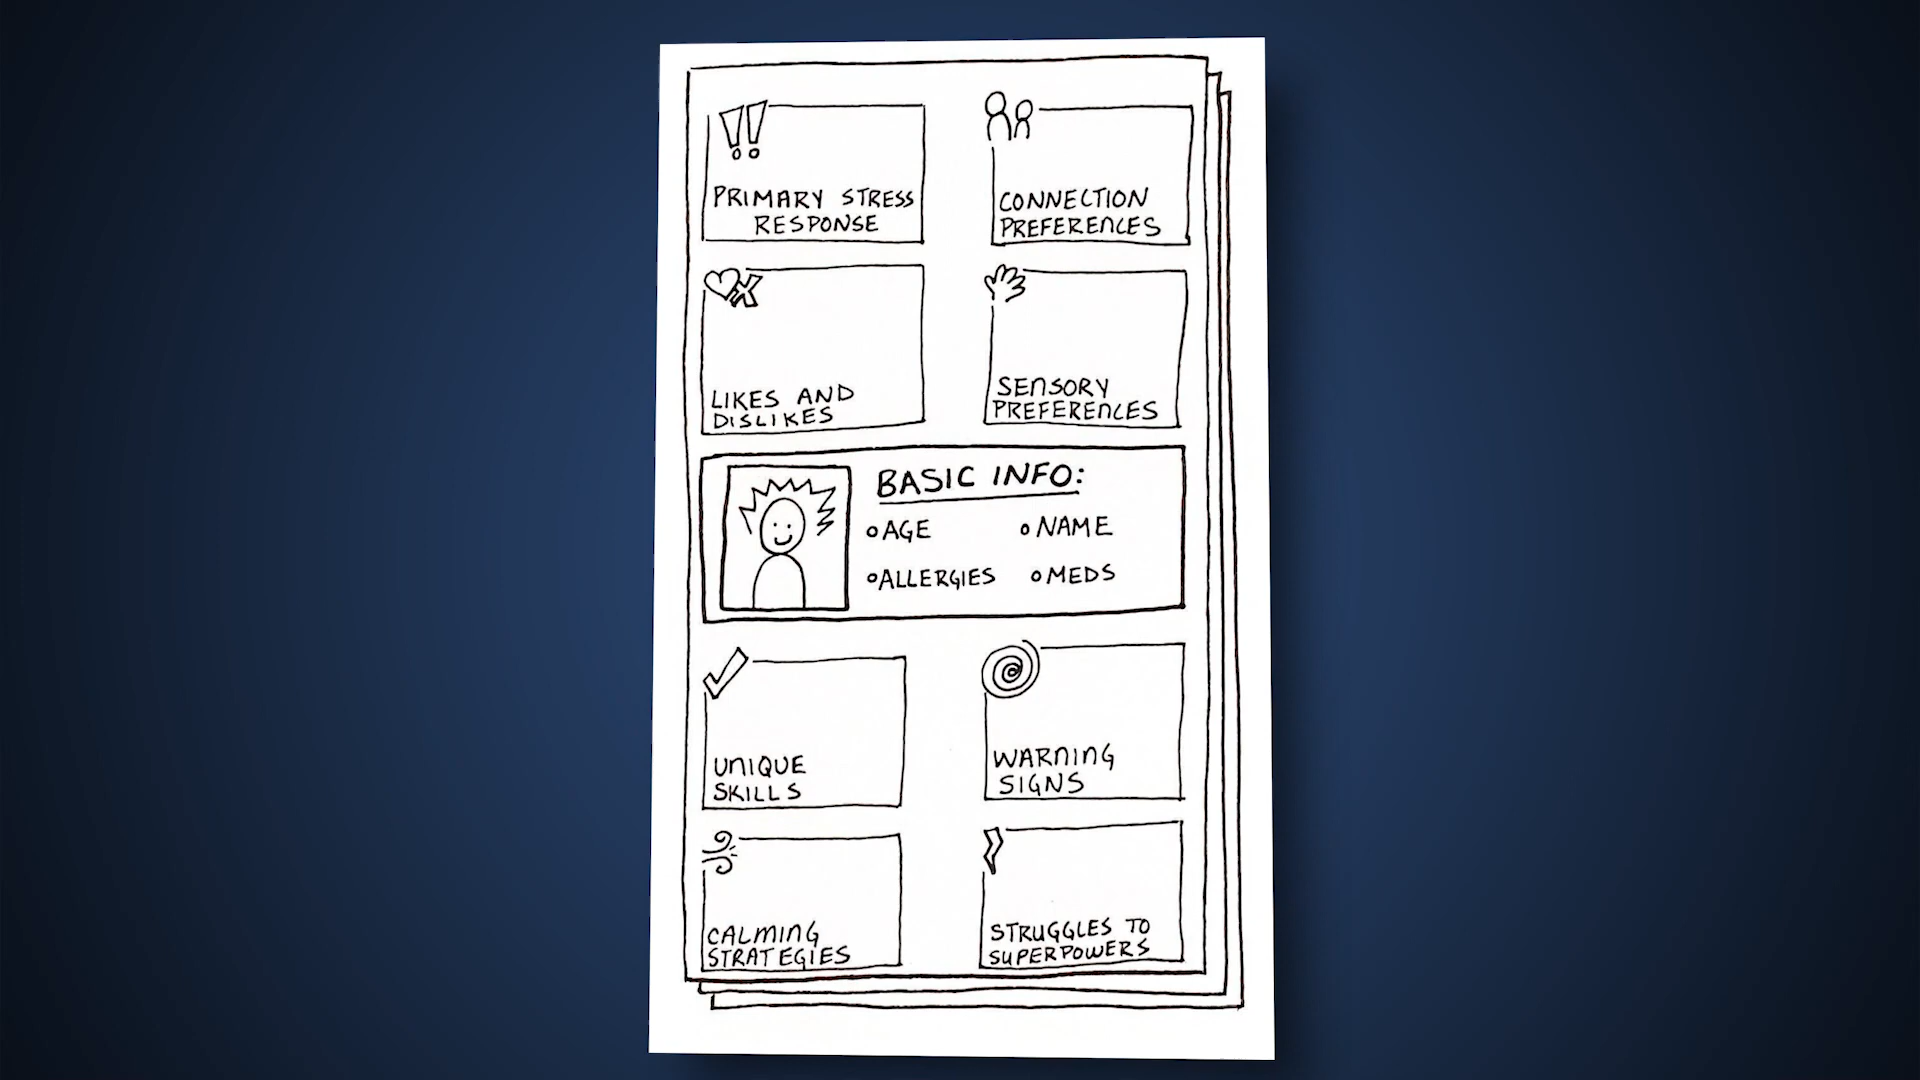 PRIMARY STRESS
RESPONSE
CONNECTION
PREFERENCES
LIKES AND
DISLIKES
SENSORY
PREFERENCES
BASIC INFO:
AGE
NAME
ALLERGIES
MEDS
UNIQUE
SKILLS
WARNING
SIGNS
CALMING
STRATEGIES
STRUGGLES TO
SUPERPOWERS